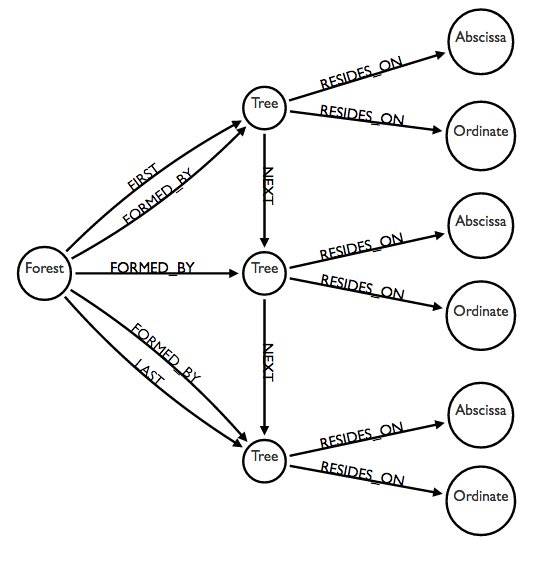 Abscissa
RESIDES_ON
Tree
RESIDES_ON
Ordinate
FIRST
FORMED_BY
NEXT
Abscissa
RESIDES_ON
Forest
FORMED_BY
Tree
RESIDES_ON
Ordinate
FORMED_BY
LAST
NEXT
Abscissa
RESIDES_ON
Tree
RESIDES_ON
Ordinate